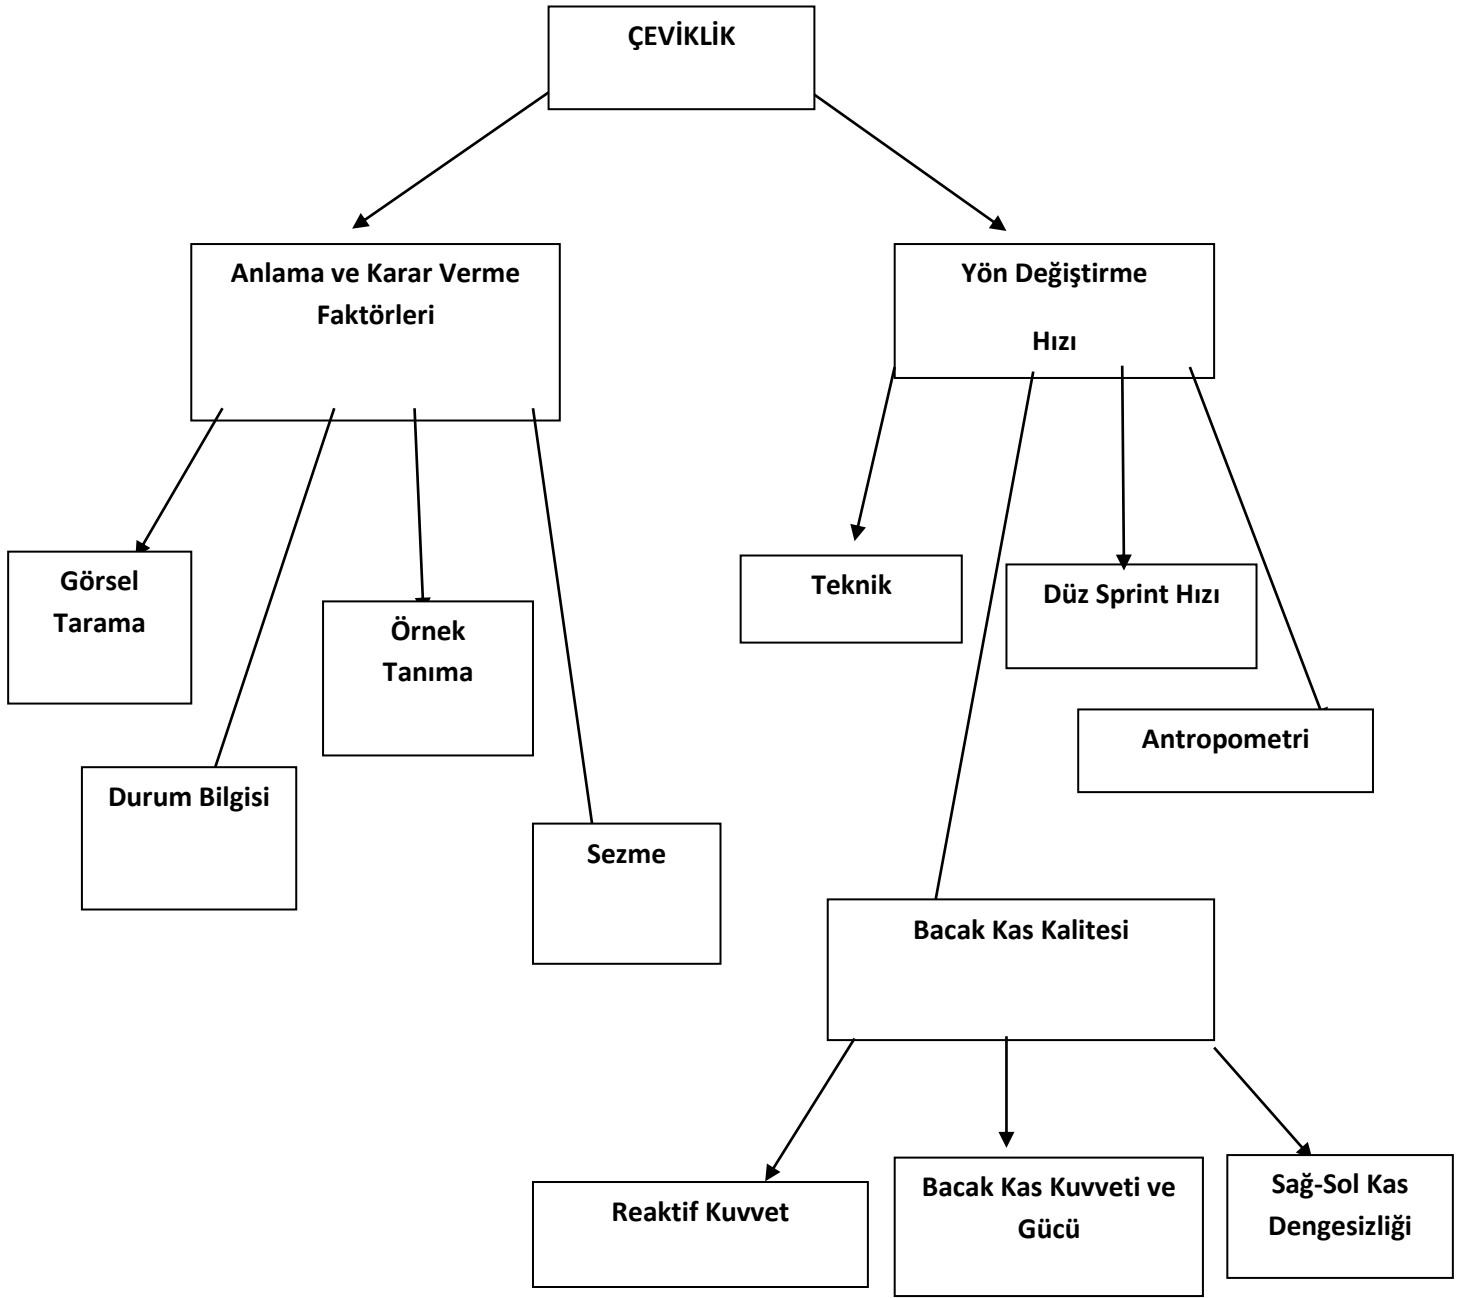 ÇEVİKLİK
Anlama ve Karar Verme
Faktörleri
Yön Değiştirme
Hızı
Görsel
Tarama
Örnek
Tanıma
Teknik
Düz Sprint Hızı
Durum Bilgisi
Antropometri
Sezme
Bacak Kas Kalitesi
Reaktif Kuvvet
Bacak Kas Kuvveti ve
Gücü
Sağ-Sol Kas
Dengesizliği